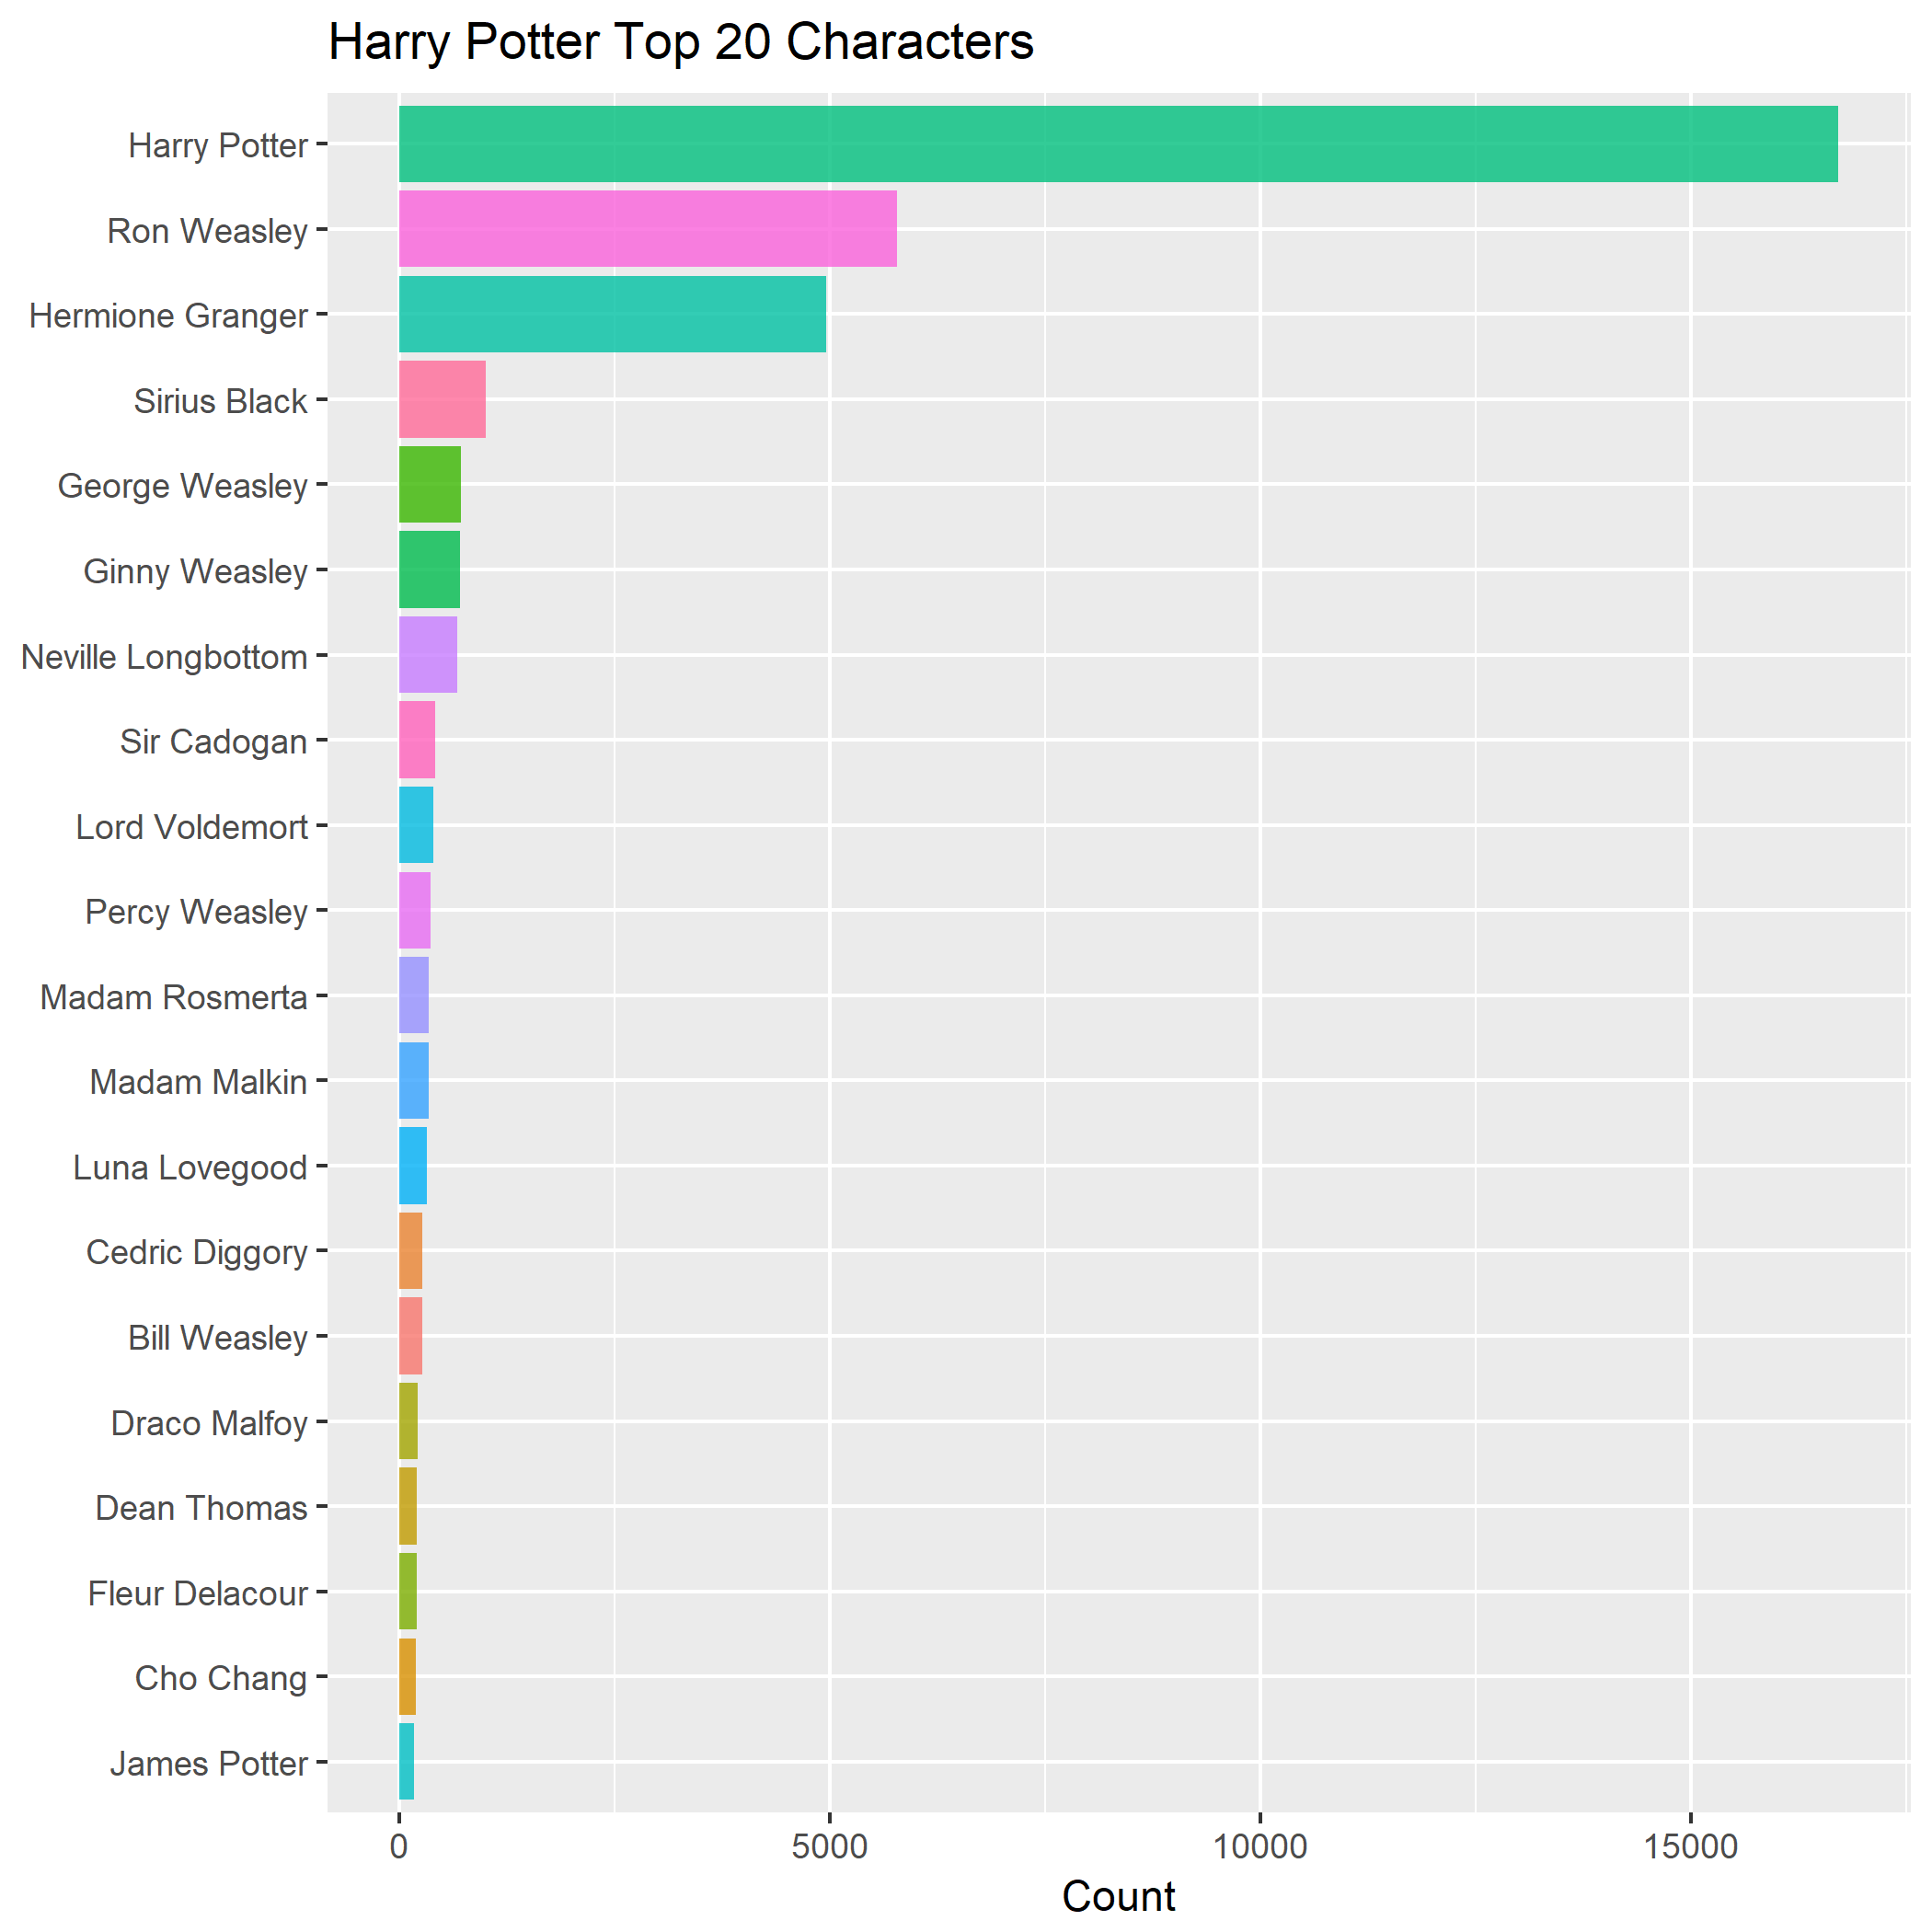 Harry Potter Top 20 Characters
Harry Potter
Ron Weasley
Hermione Granger
Sirius Black
George Weasley
Ginny Weasley
Neville Longbottom
Sir Cadogan
Lord Voldemort
Percy Weasley
Madam Rosmerta
Madam Malkin
Luna Lovegood
Cedric Diggory
Bill Weasley
Draco Malfoy
Dean Thomas
Fleur Delacour
Cho Chang
James Potter
0 5000 10000 15000
Count